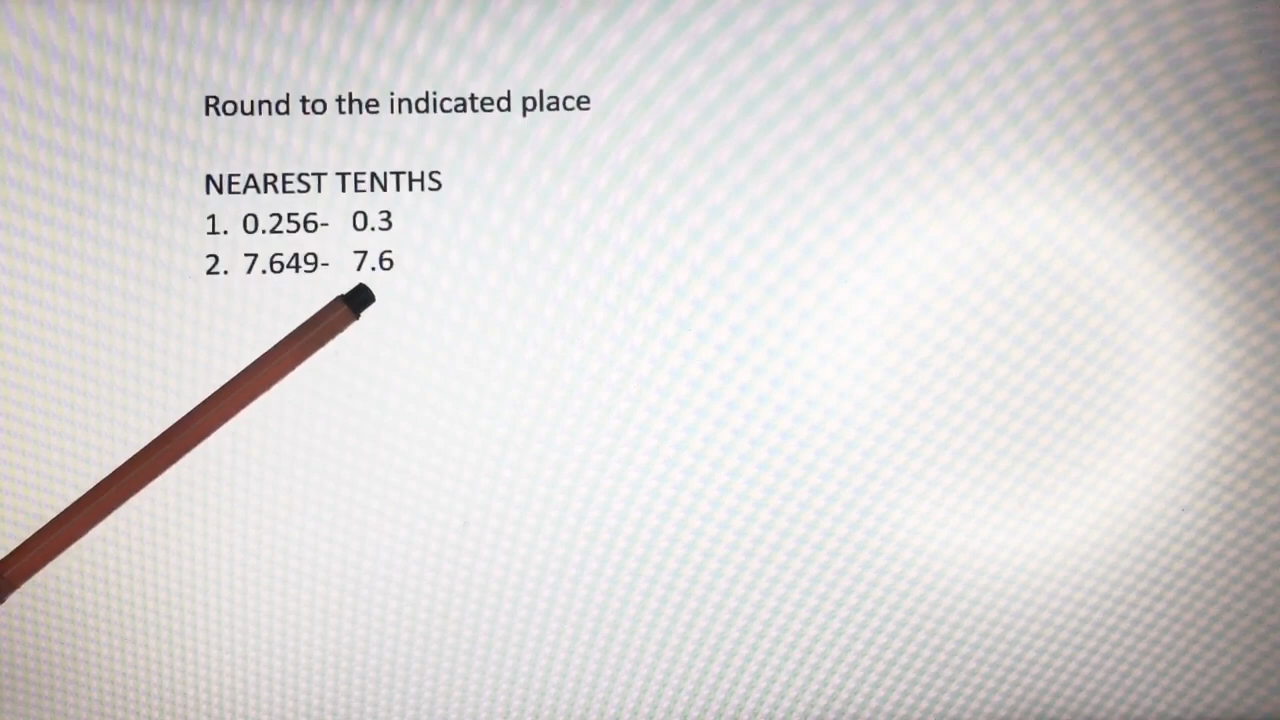 Round to the indicated place
NEAREST TENTHS
1. 0.256- 0.3
2. 7.649- 7.6